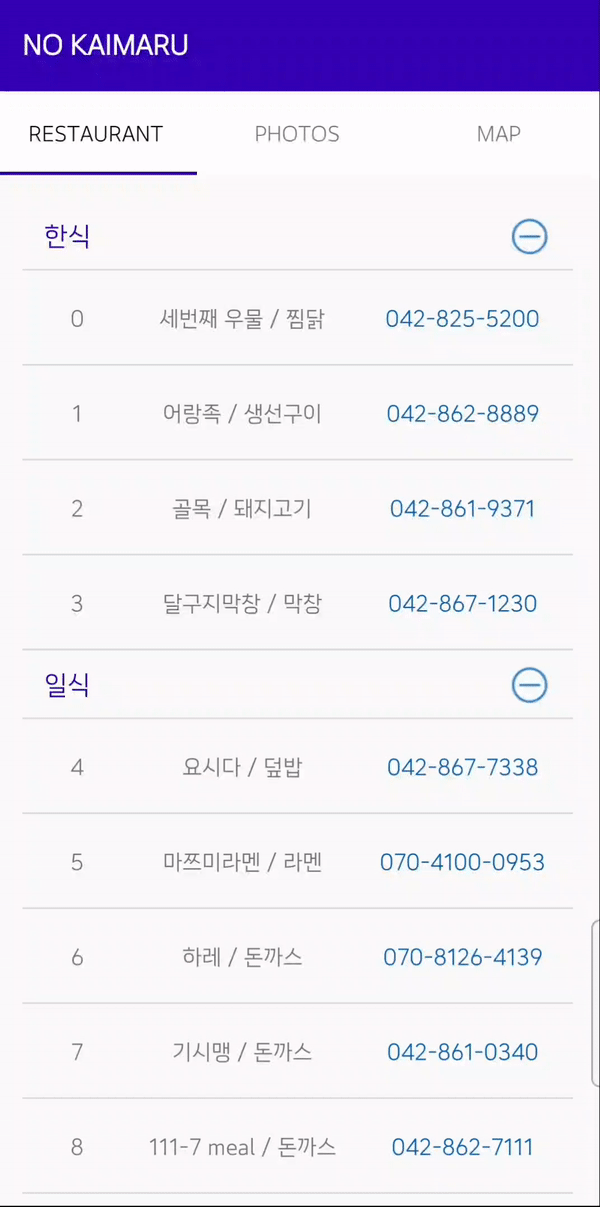 NO KAIMARU
RESTAURANT PHOTOS MAP
한식
0 세번째 우물 / 찜닭 042-825-5200
1 어랑족 / 생선구이 042-862-8889
2 골목 / 돼지고기 042-861-9371
3 달구지막창 / 막창 042-867-1230
일식
4 요시다 / 덮밥 042-867-7338
5 마쯔미라멘 / 라멘 070-4100-0953
6 하레 / 돈까스 070-8126-4139
7 기시맹 / 돈까스 042-861-0340
8 111-7 meal / 돈까스 042-862-7111